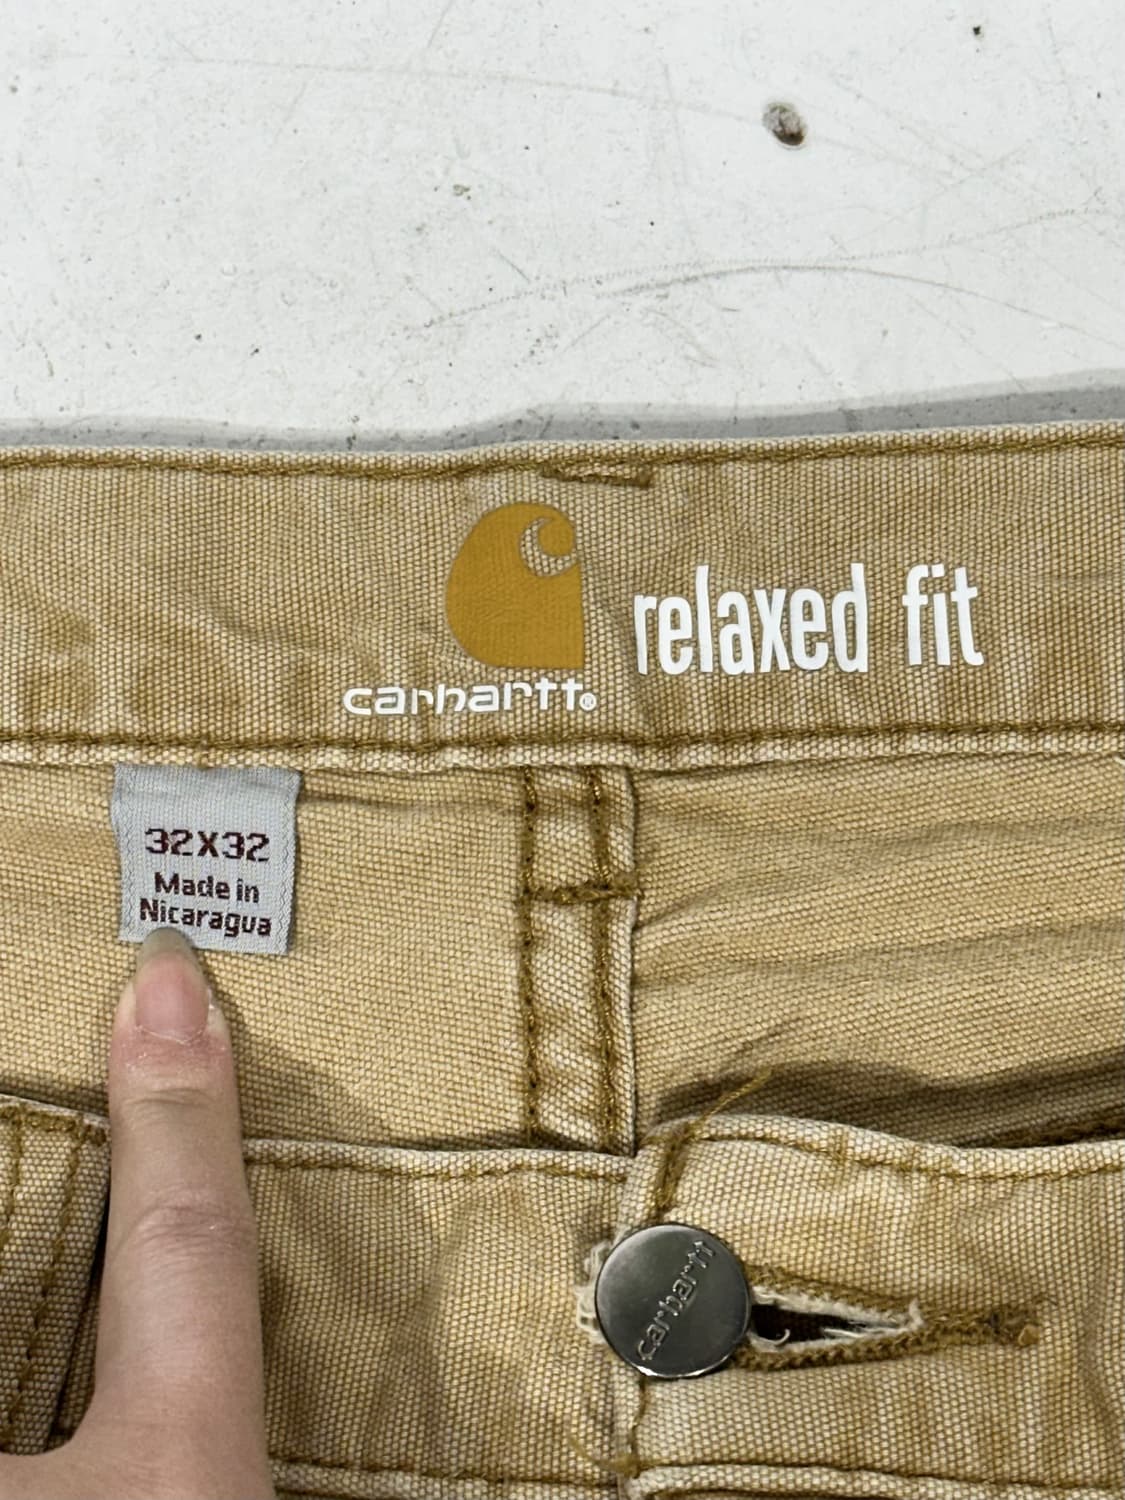 carhartt®
relaxed fit
32X32
Made in
Nicaragua
carhartt